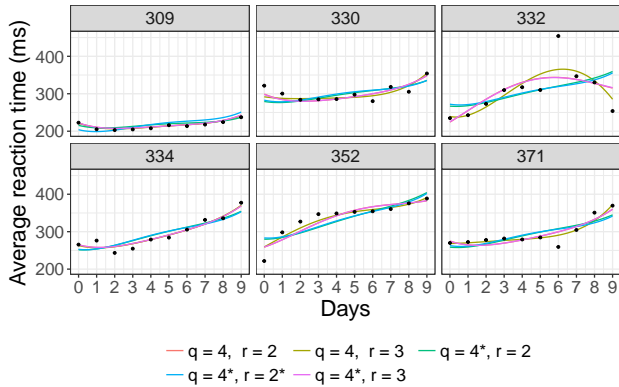 309 330 332
Average reaction time (ms)
400
300
200
334 352 371
400
300
200
0 1 2 3 4 5 6 7 8 9 0 1 2 3 4 5 6 7 8 9 0 1 2 3 4 5 6 7 8 9
Days
q = 4, r = 2 q = 4, r = 3 q = 4*, r = 2
q = 4*, r = 2* q = 4*, r = 3